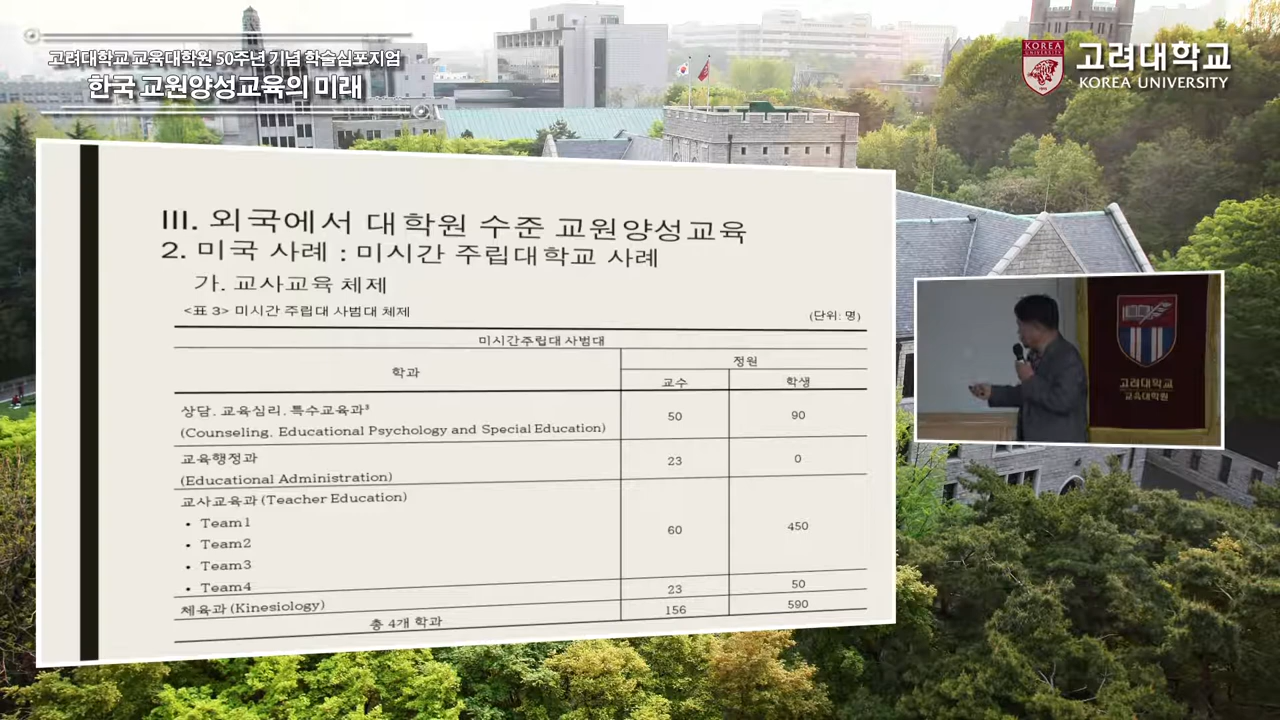 고려대학교 교육대학원 50주년 기념 학술심포지엄
한국 교원양성교육의 미래
KOREA
고려대학교
KOREA UNIVERSITY
III. 외국에서 대학원 수준 교원양성교육
2. 미국 사례 : 미시간 주립대학교 사례
가. 교사교육 체제
<표 3> 미시간 주립대 사범대 체제
(단위: 명)
미시간주립대 사범대
학과
정원
교수
학생
상담, 교육심리, 특수교육과³
(Counseling, Educational Psychology and Special Education)
50
90
교육행정과
(Educational Administration)
23
0
교사교육과 (Teacher Education)
• Team1
• Team2
• Team3
• Team4
60
450
체육과 (Kinesiology)
23
50
총 4개 학과
156
590
고려대학교
교육대학원